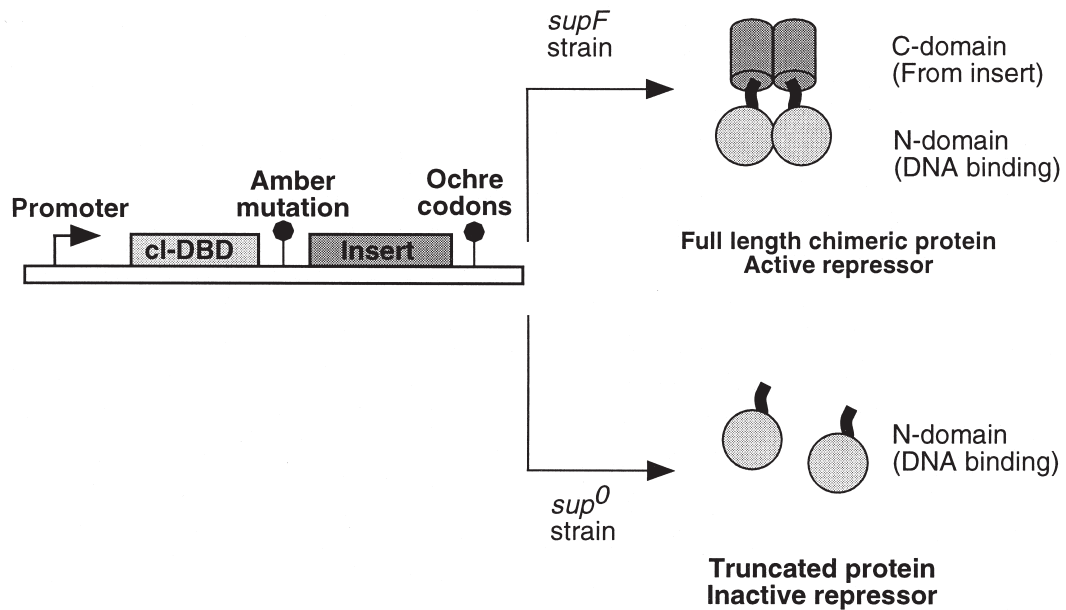 supF
strain
C-domain
(From insert)
N-domain
(DNA binding)
Full length chimeric protein
Active repressor
Promoter
Amber
mutation
Ochre
codons
cI-DBD
Insert
sup0
strain
N-domain
(DNA binding)
Truncated protein
Inactive repressor